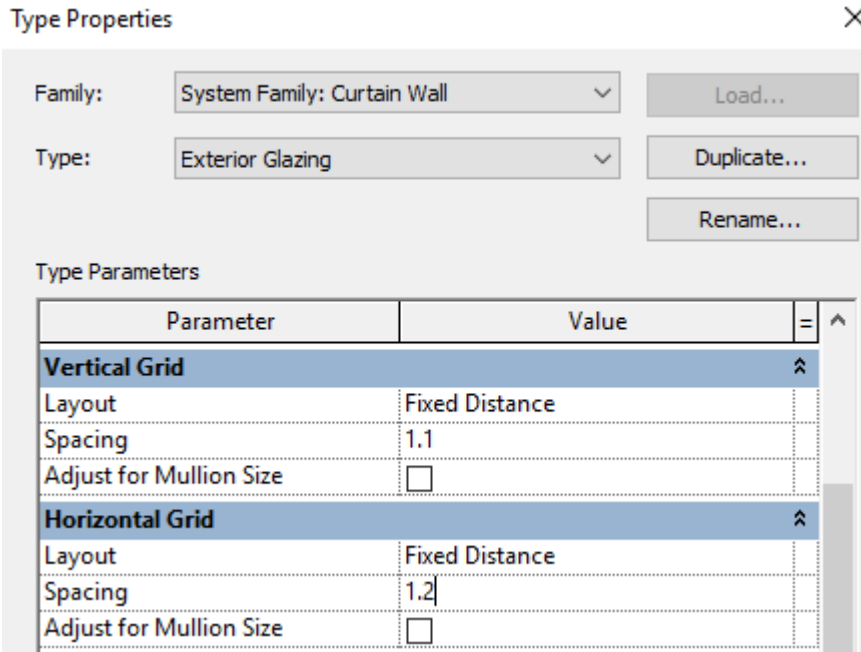 Type Properties
Family: System Family: Curtain Wall Load...
Type: Exterior Glazing Duplicate...
Rename...
Type Parameters
Parameter Value =
Vertical Grid
Layout Fixed Distance
Spacing 1.1
Adjust for Mullion Size
Horizontal Grid
Layout Fixed Distance
Spacing 1.2
Adjust for Mullion Size